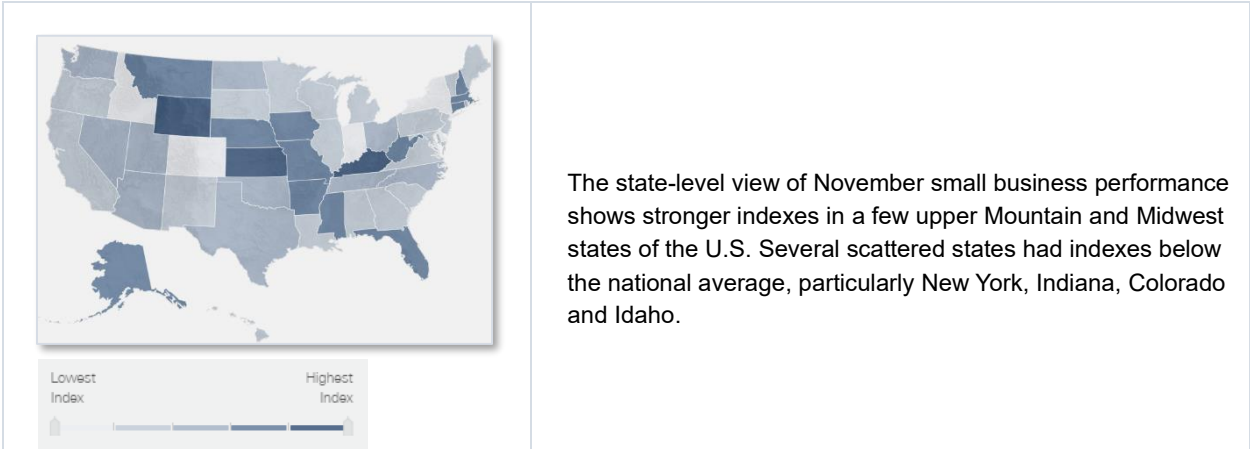 The state-level view of November small business performance
shows stronger indexes in a few upper Mountain and Midwest
states of the U.S. Several scattered states had indexes below
the national average, particularly New York, Indiana, Colorado
and Idaho.
Lowest Highest
Index Index